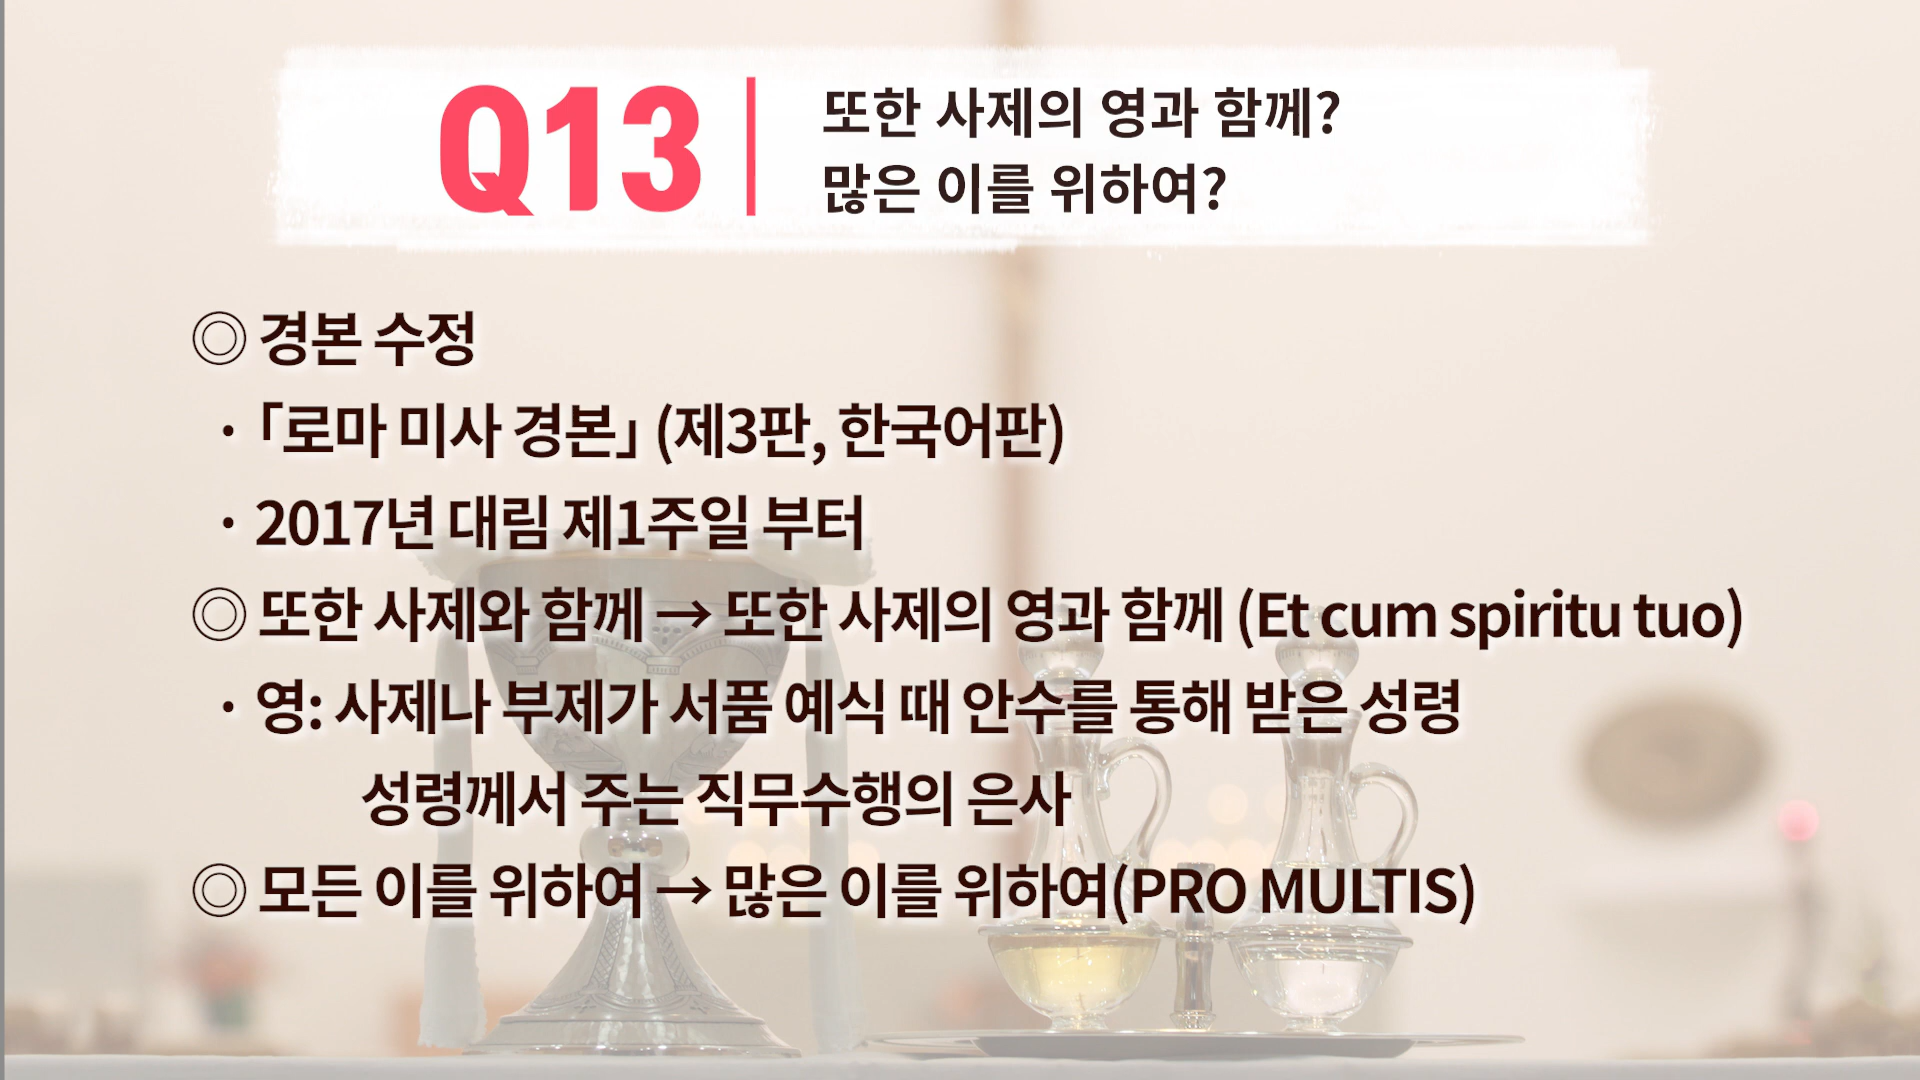 Q13
또한 사제의 영과 함께?
많은 이를 위하여?
◎ 경본 수정
· 「로마 미사 경본」 (제3판, 한국어판)
· 2017년 대림 제1주일 부터
◎ 또한 사제와 함께 → 또한 사제의 영과 함께 (Et cum spiritu tuo)
· 영: 사제나 부제가 서품 예식 때 안수를 통해 받은 성령
성령께서 주는 직무수행의 은사
◎ 모든 이를 위하여 → 많은 이를 위하여(PRO MULTIS)